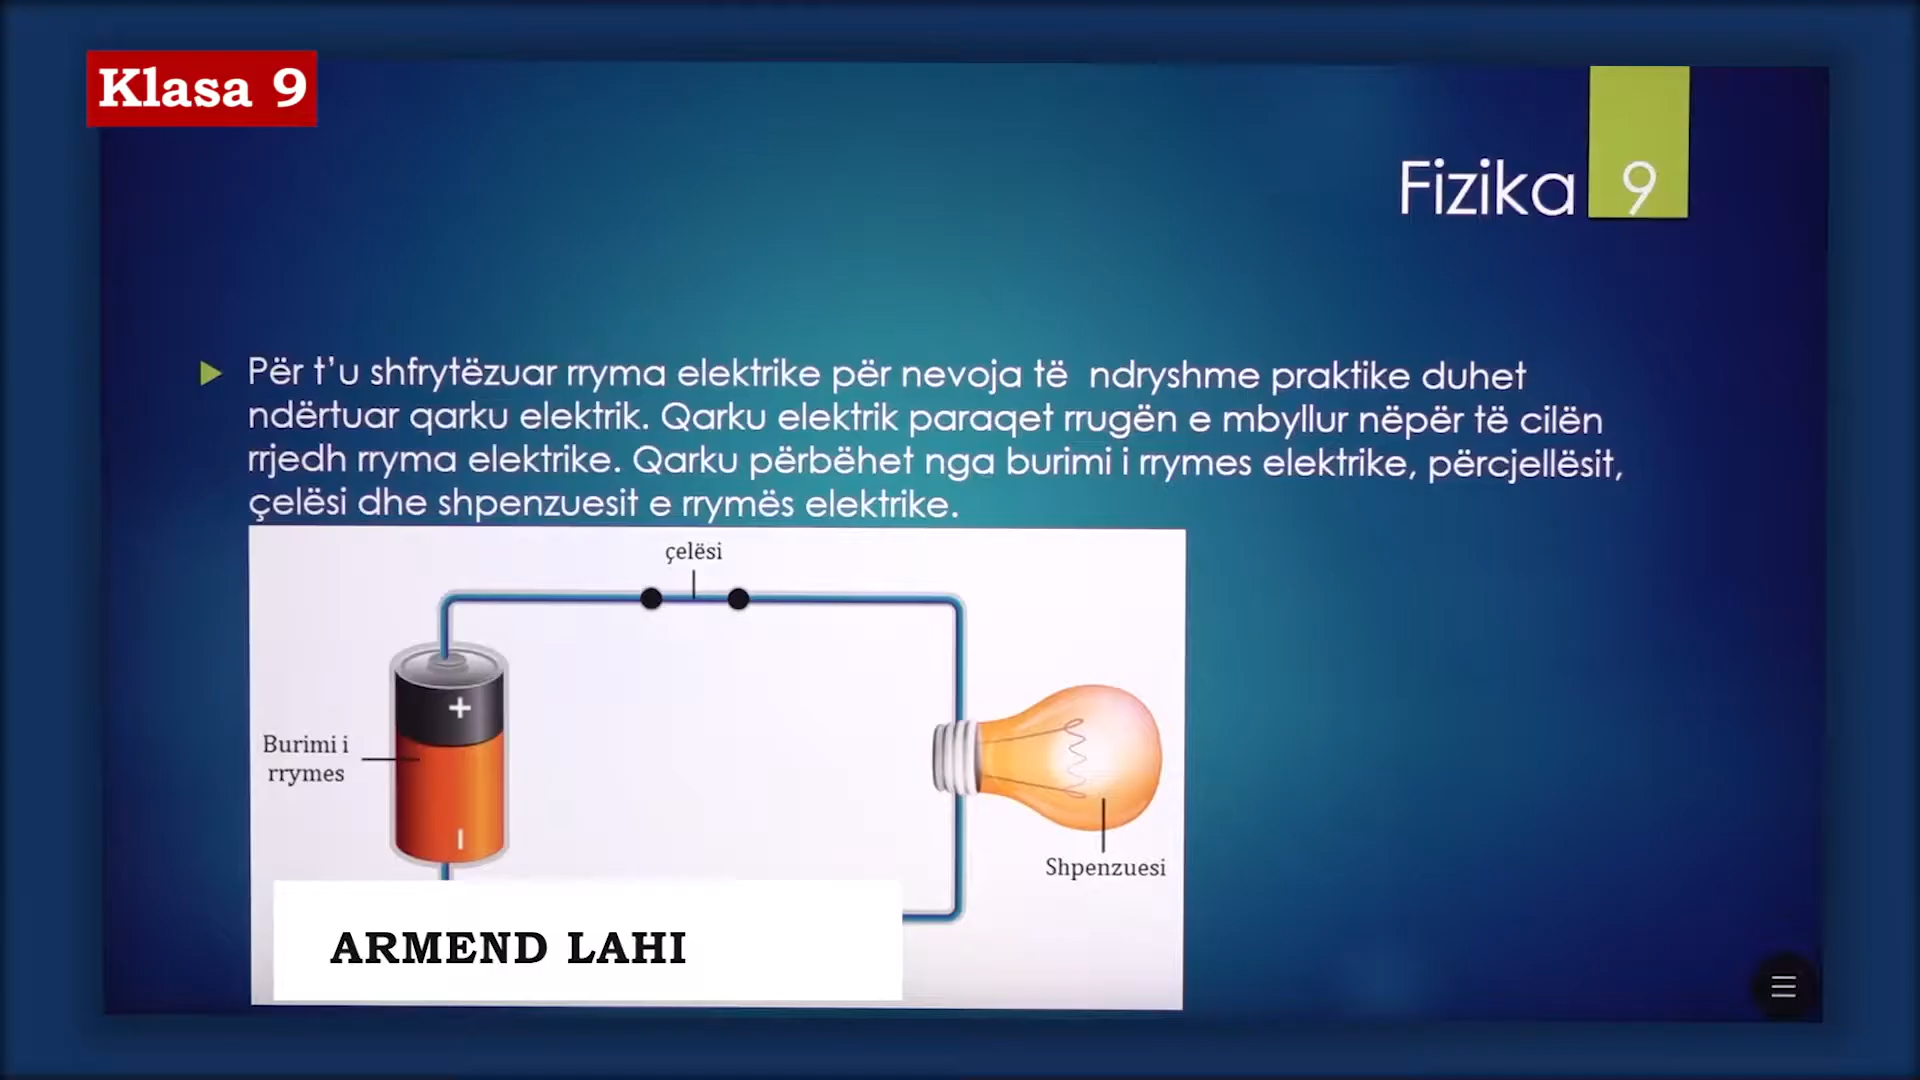 Klasa 9
Fizika 9
Për t'u shfrytëzuar rryma elektrike për nevoja të ndryshme praktike duhet
ndërtuar qarku elektrik. Qarku elektrik paraqet rrugën e mbyllur nëpër të cilën
rrjedh rryma elektrike. Qarku përbëhet nga burimi i rrymes elektrike, përcjellësit,
çelësi dhe shpenzuesit e rrymës elektrike.
çelësi
+
Burimi i
rrymes
Shpenzuesi
ARMEND LAHI